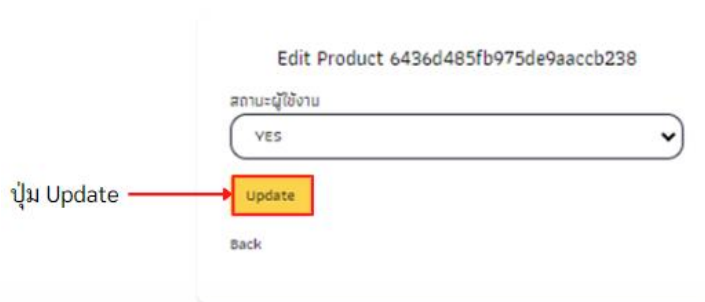 Edit Product 6436d485fb975de9aaccb238
สถานะผู้ใช้งาน
YES
ปุ่ม Update
Update
Back